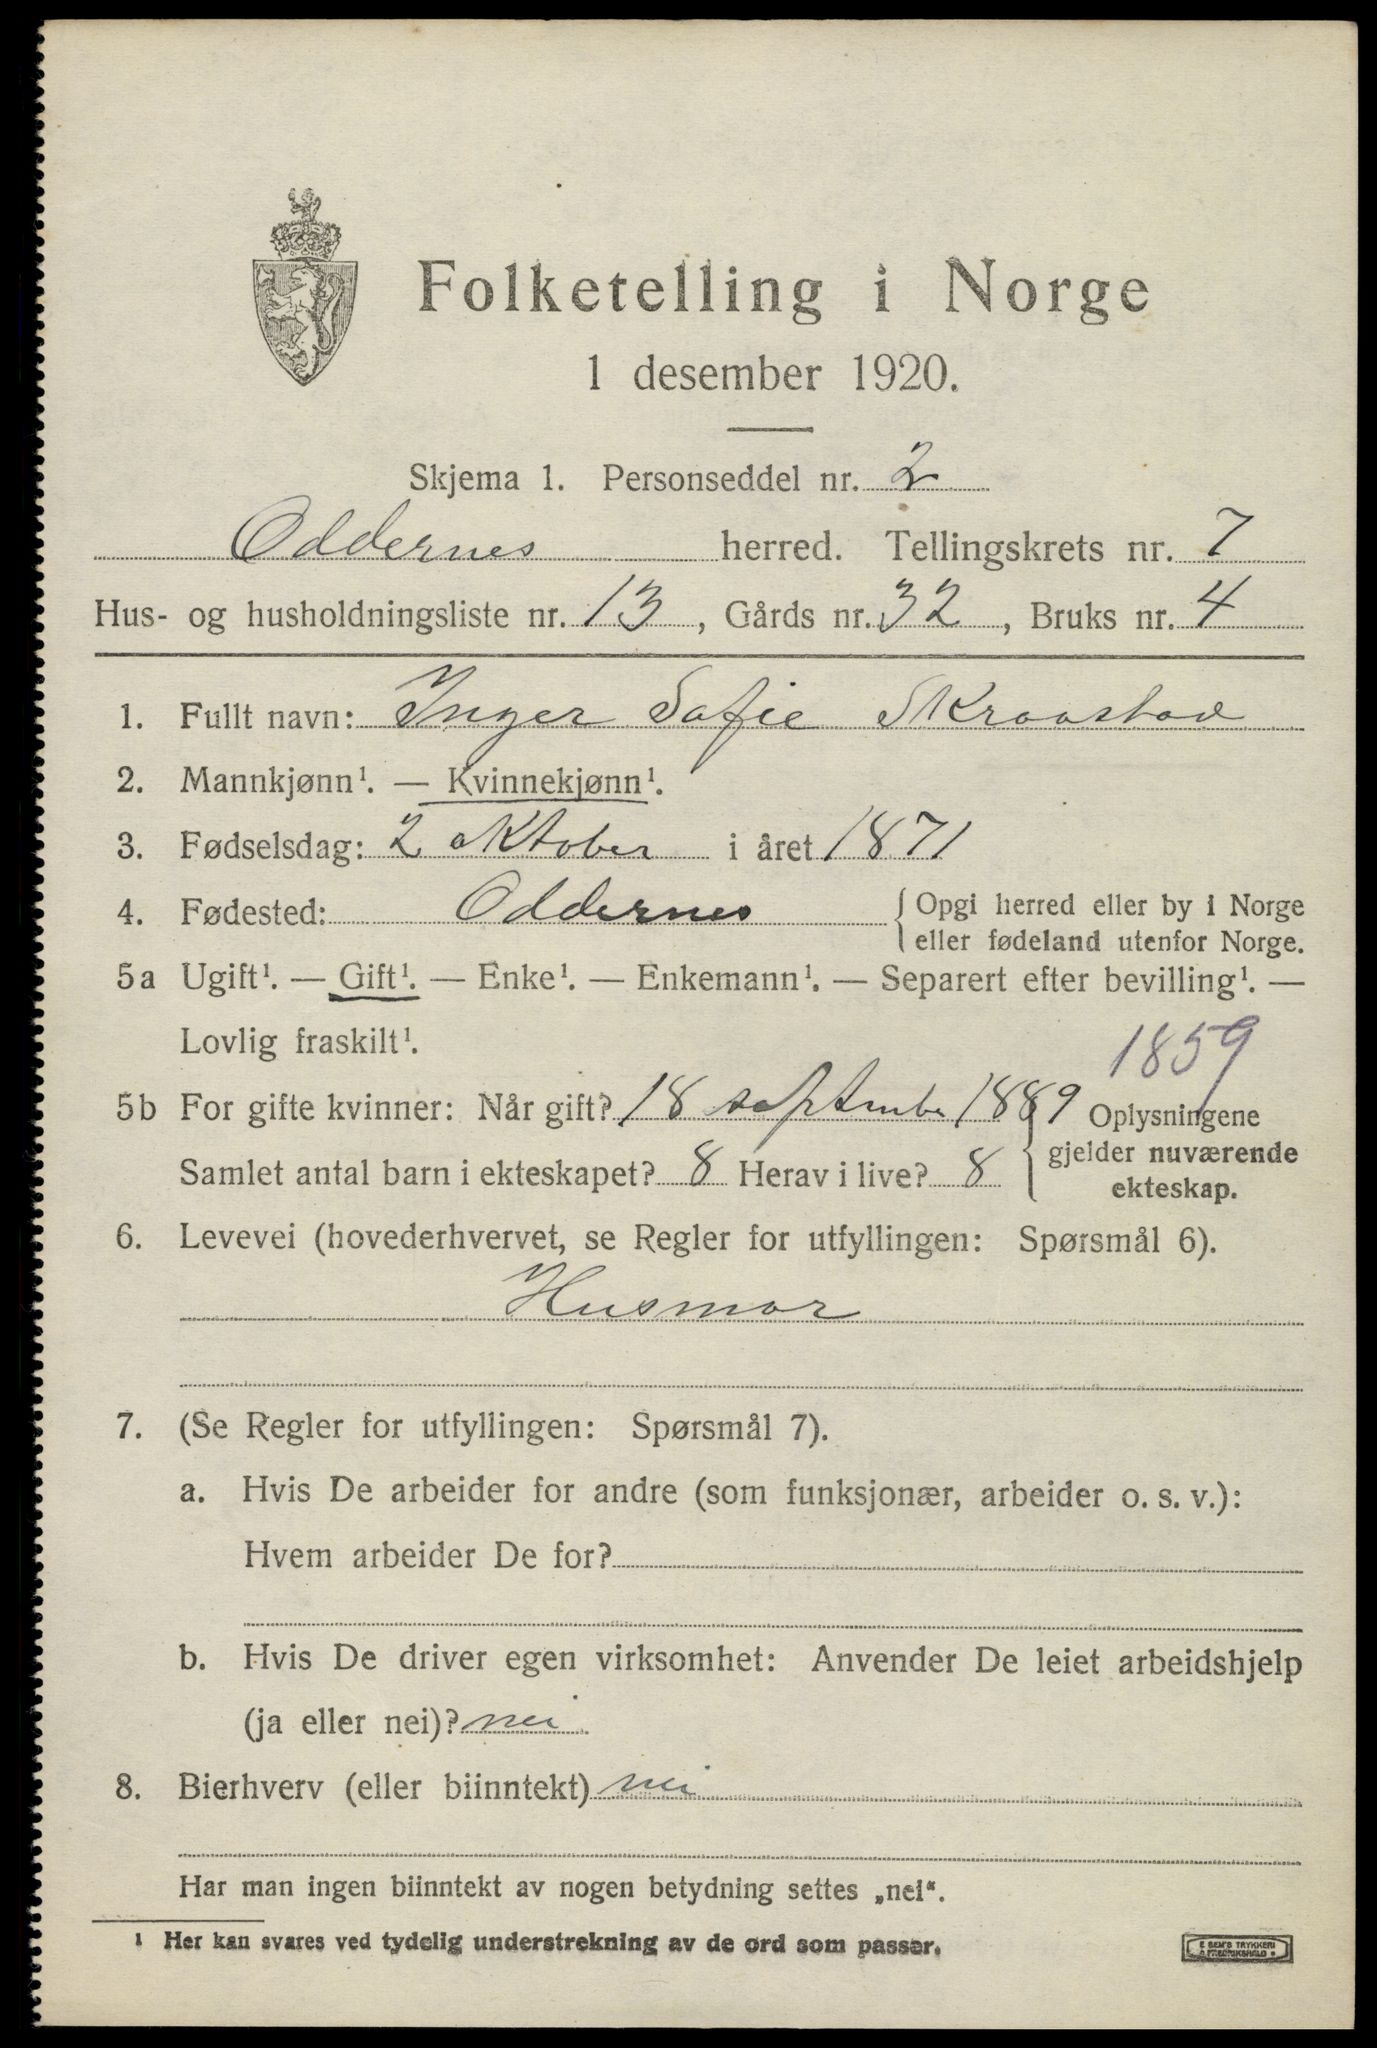 Folketelling i Norge
1 desember 1920.
Skjema 1. Personseddel nr. 2
Oddernes herred. Tellingskrets nr. 7
Hus- og husholdningsliste nr. 13, Gårds nr. 32, Bruks nr. 4
1. Fullt navn: Inger Sofie Skraastad
2. Mannkjønn¹. — Kvinnekjønn¹.
3. Fødselsdag: 2 oktober i året 1871
4. Fødested: Oddernes { Opgi herred eller by i Norge
eller fødeland utenfor Norge.
5a Ugift¹. — Gift¹. — Enke¹. — Enkemann¹. — Separert efter bevilling¹. —
Lovlig fraskilt¹.
1859
5b For gifte kvinner: Når gift? 18 septembe 1889 { Oplysningene
Samlet antal barn i ekteskapet? 8 Herav i live? 8 gjelder nuværende
ekteskap.
6. Levevei (hovederhvervet, se Regler for utfyllingen: Spørsmål 6).
Husmor
7. (Se Regler for utfyllingen: Spørsmål 7).
a. Hvis De arbeider for andre (som funksjonær, arbeider o. s. v.):
Hvem arbeider De for?
b. Hvis De driver egen virksomhet: Anvender De leiet arbeidshjelp
(ja eller nei)? nei
8. Bierhverv (eller biinntekt) nei
Har man ingen biinntekt av nogen betydning settes „nei“.
¹ Her kan svares ved tydelig understrekning av de ord som passer.
E SEM'S TRYKKERI
FREDRIKSHALD